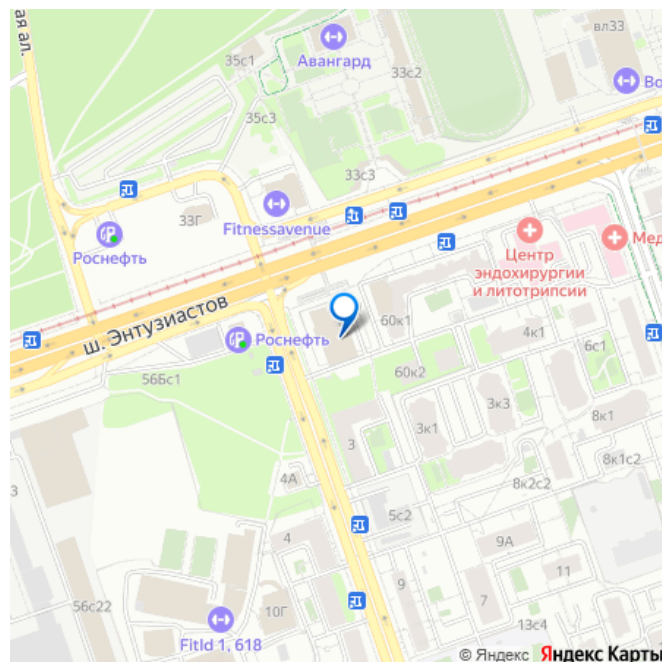 ая ал.
35с1
Авангард
33с2
вл33
Во
35с3
33с3
33Г
Fitnessavenue
Роснефть
Центр
эндохирургии
и литотрипсии
Мед
ш. Энтузиастов
Роснефть
60к1
4к1
6с1
56Бс1
60к2
3к3
3к1
3
8к1
8к1с2
8к2с2
4А
3
5с2
4
9А
9
11
7
56с22
10Г
13с4
FitId 1, 618
© Яндекс Яндекс Карты